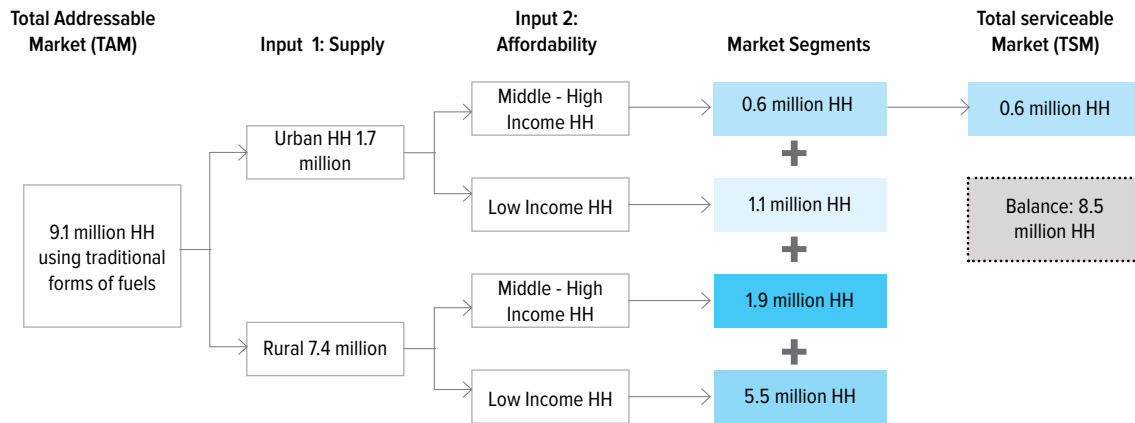 Total Addressable
Market (TAM)
Input 1: Supply
Input 2:
Affordability
Market Segments
Total serviceable
Market (TSM)
9.1 million HH
using traditional
forms of fuels
Urban HH 1.7
million
Rural 7.4 million
Middle - High
Income HH
Low Income HH
Middle - High
Income HH
Low Income HH
0.6 million HH
+
1.1 million HH
+
1.9 million HH
+
5.5 million HH
0.6 million HH
Balance: 8.5
million HH